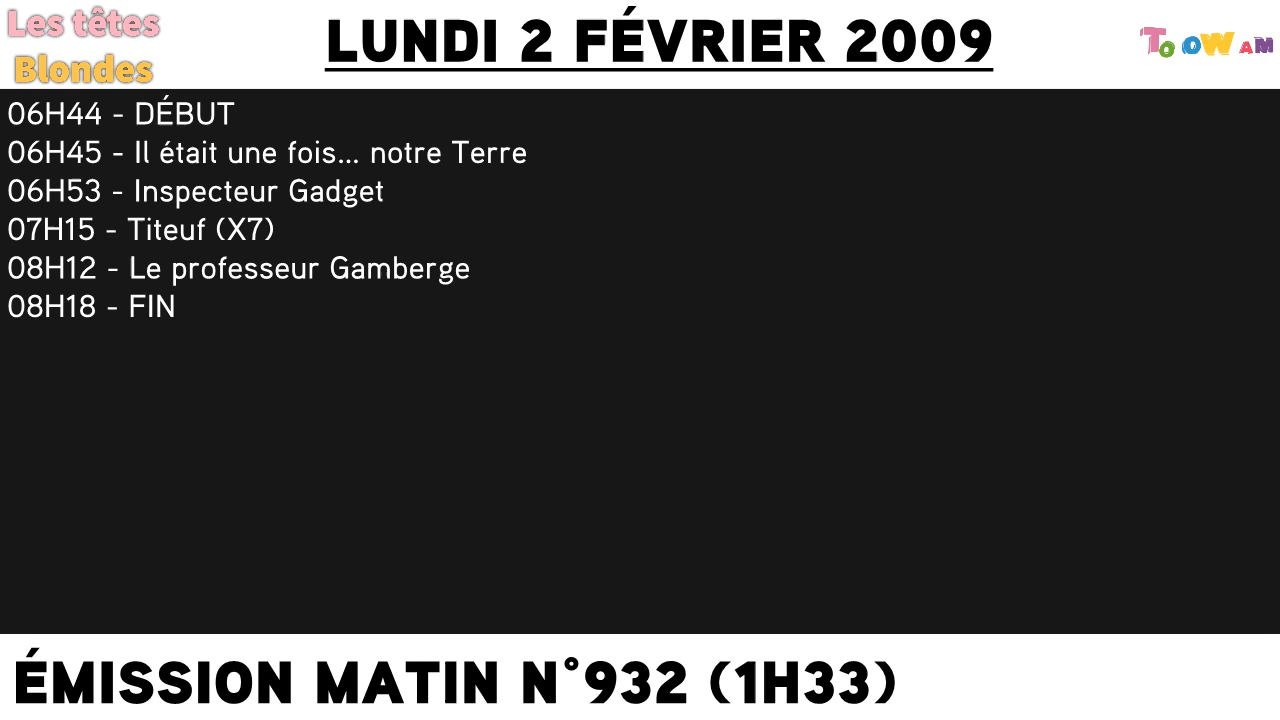 Les têtes
Blondes
LUNDI 2 FÉVRIER 2009
ToOWAM
06H44 - DÉBUT
06H45 - Il était une fois... notre Terre
06H53 - Inspecteur Gadget
07H15 - Titeuf (X7)
08H12 - Le professeur Gamberge
08H18 - FIN
ÉMISSION MATIN N°932 (1H33)